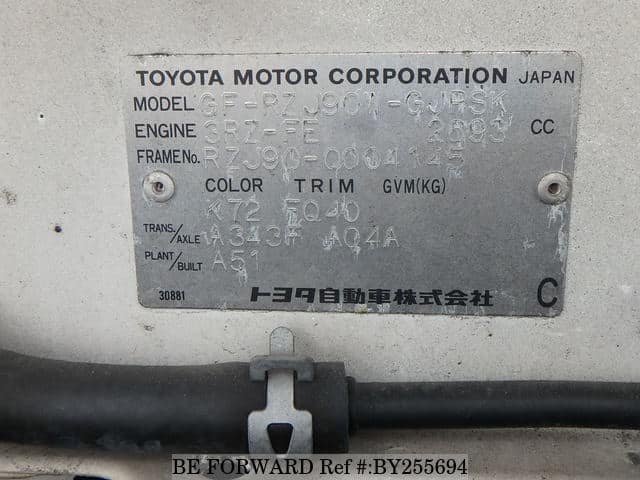 TOYOTA MOTOR CORPORATION JAPAN
MODEL GF-RZJ90W-GJPSK
ENGINE 3RZ-FE 2693 CC
FRAME No. RZJ90-0004145
COLOR TRIM GVM(KG)
K72 FQ40
TRANS./AXLE A343F A04A
PLANT/BUILT A51
30881 トヨタ自動車株式会社 C
BE FORWARD Ref #:BY255694